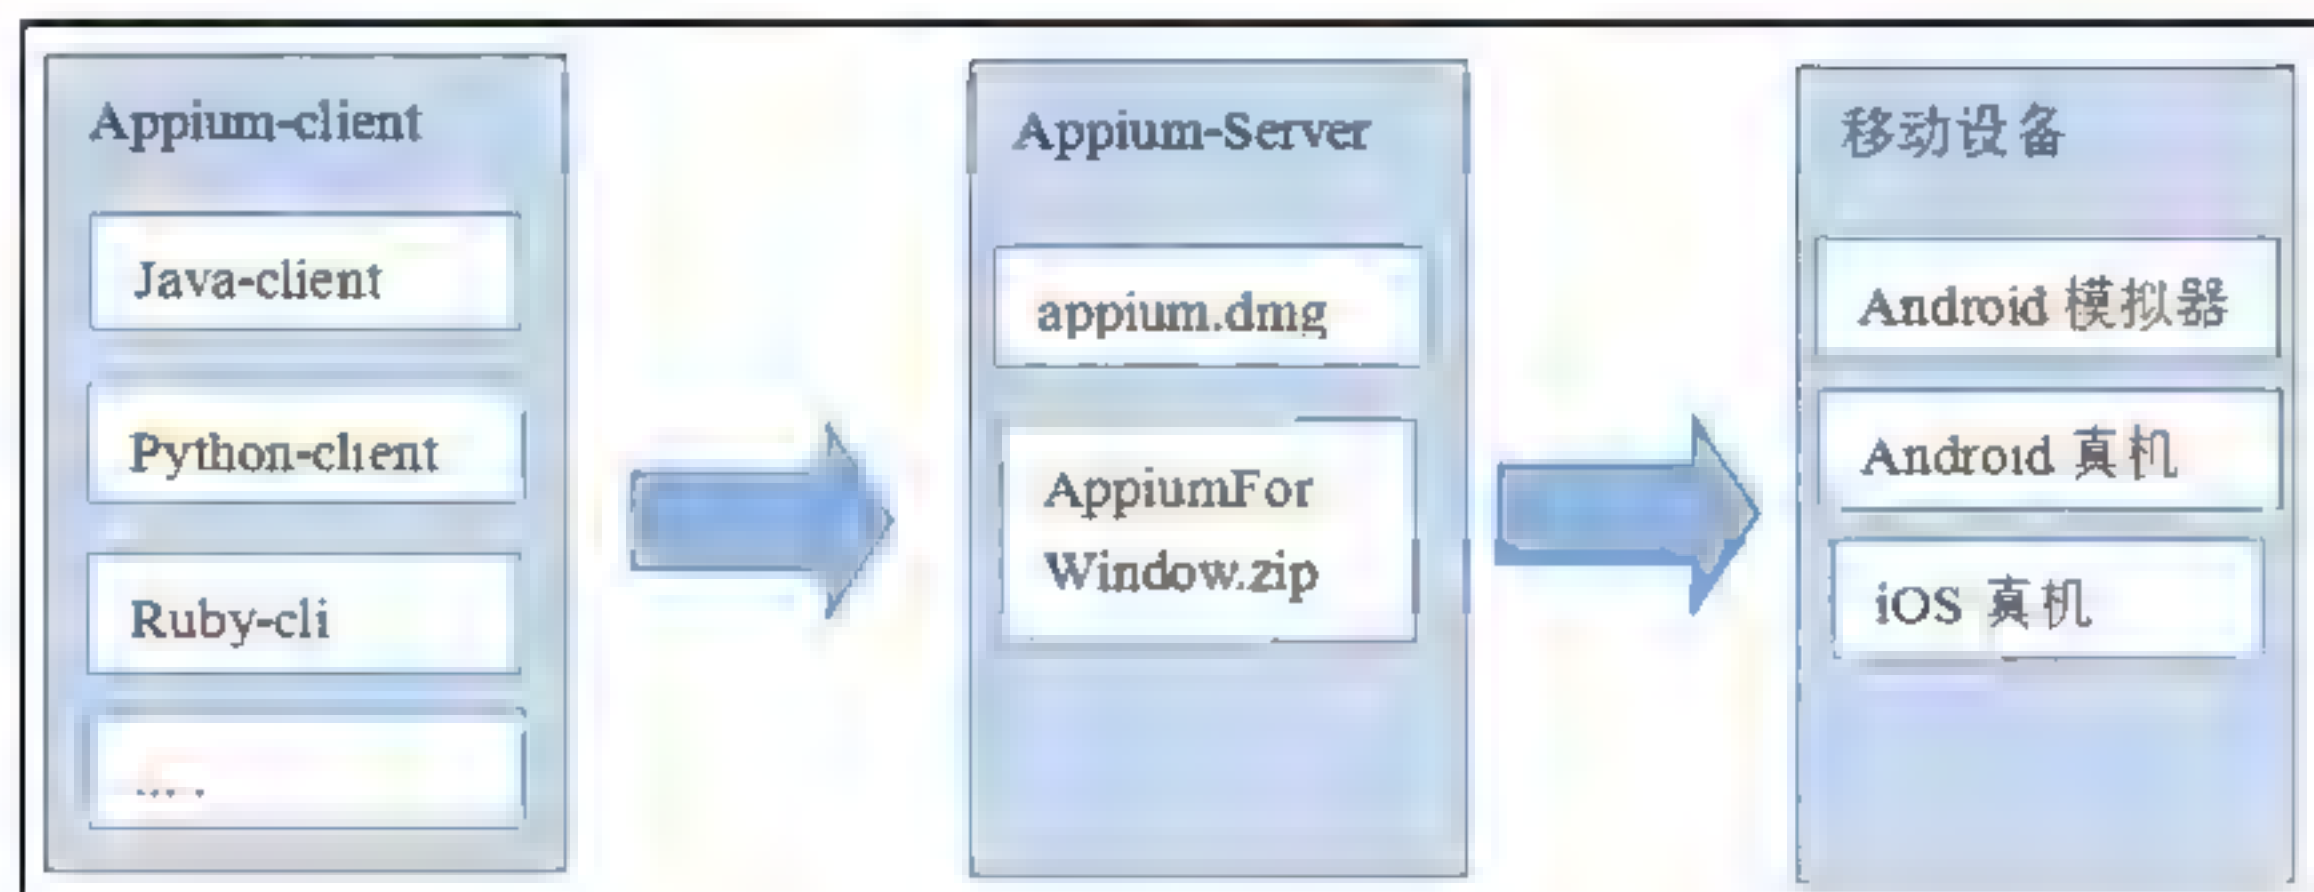 Appium-client
Java-client
Python-client
Ruby-cli
... .
Appium-Server
appium.dmg
AppiumFor
Window.zip
移动设备
Android 模拟器
Android 真机
iOS 真机